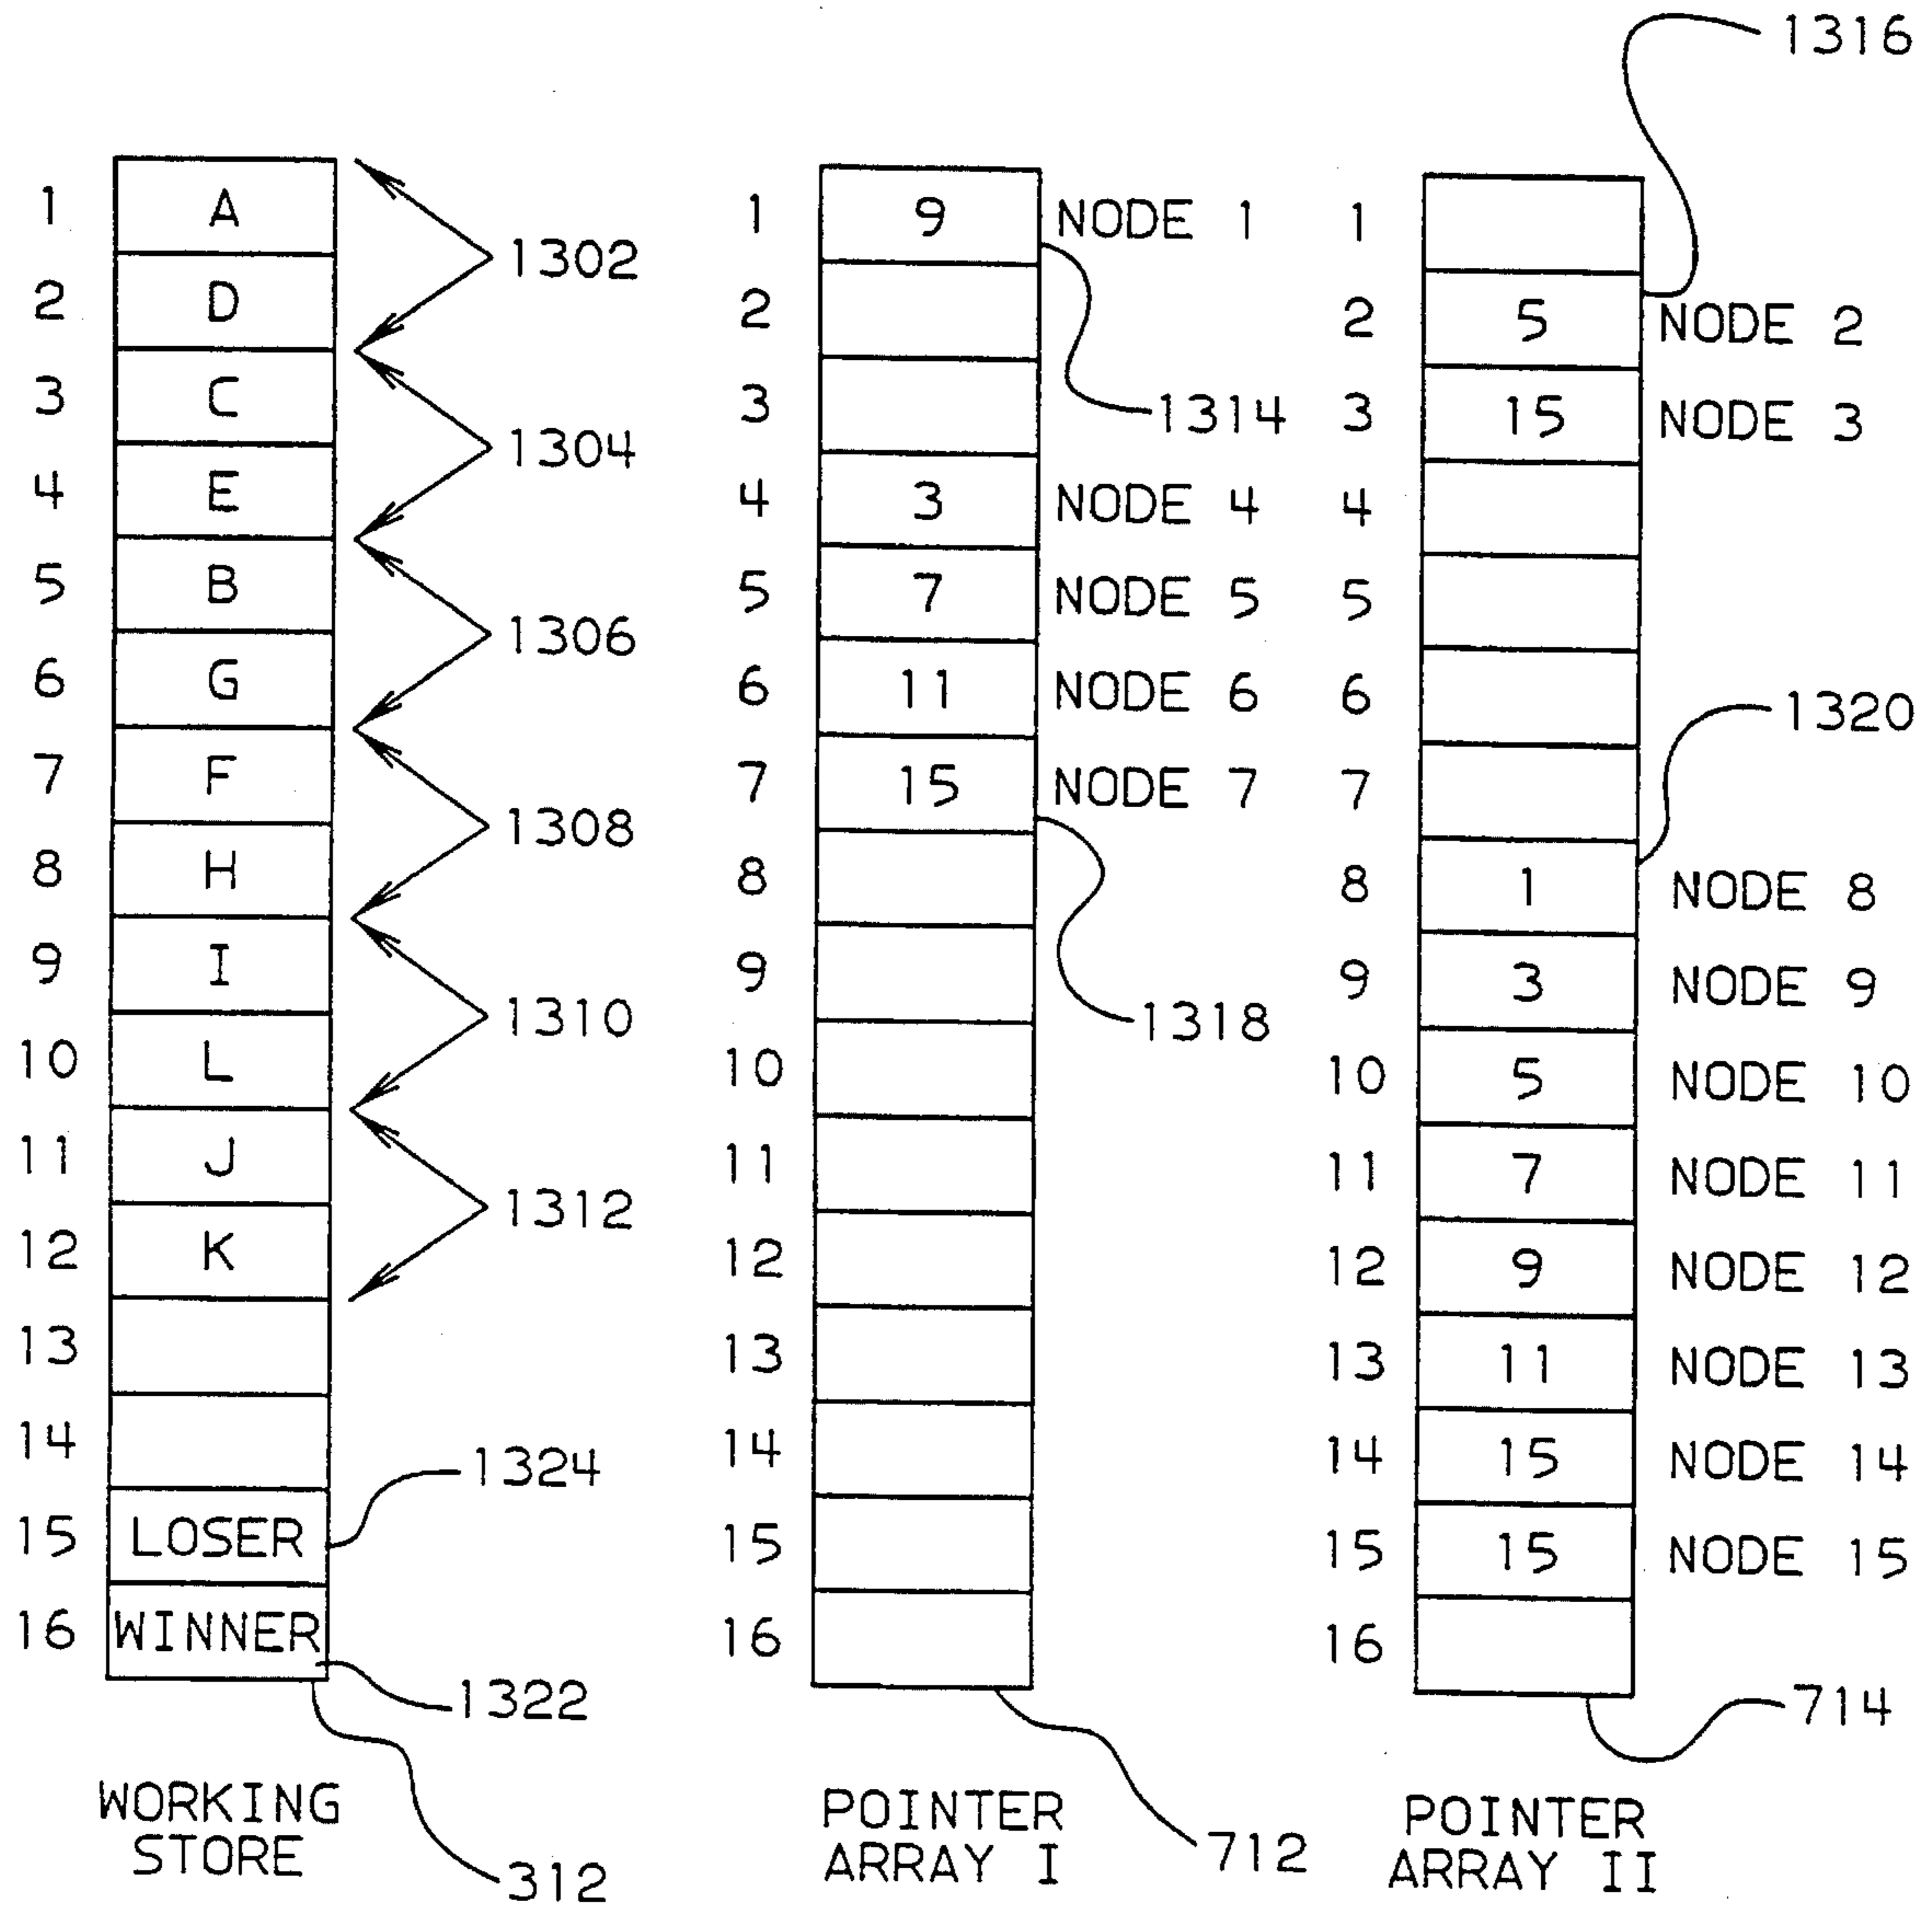 1316
1 A 1 9 NODE 1 1
1302
2 D 2 2 5 NODE 2
3 C 3 1314 3 15 NODE 3
1304
4 E 4 3 NODE 4 4
5 B 5 7 NODE 5 5
1306
6 G 6 11 NODE 6 6
1320
7 F 7 15 NODE 7 7
1308
8 H 8 8 1 NODE 8
9 I 9 9 3 NODE 9
1310 1318
10 L 10 10 5 NODE 10
11 J 11 11 7 NODE 11
1312
12 K 12 12 9 NODE 12
13 13 13 11 NODE 13
14 14 14 15 NODE 14
1324
15 LOSER 15 15 15 NODE 15
16 WINNER 16 16
1322 714
WORKING STORE
312
POINTER ARRAY I
712
POINTER ARRAY II